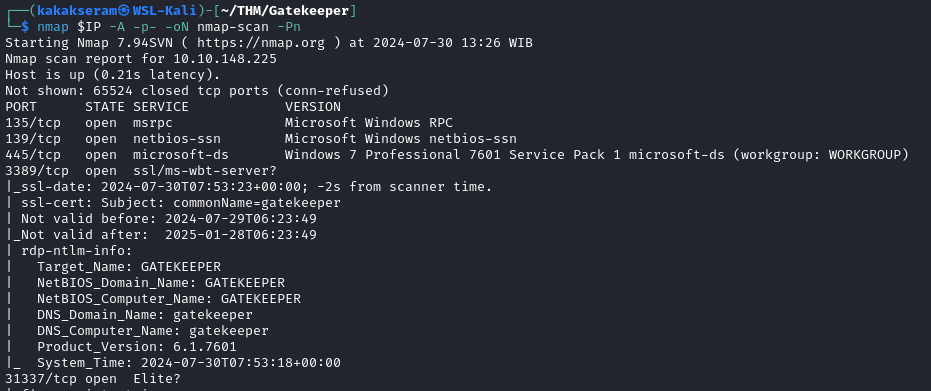 ┌──(kakakseram㉿WSL-Kali)-[~/THM/Gatekeeper]
└─$ nmap $IP -A -p- -oN nmap-scan -Pn
Starting Nmap 7.94SVN ( https://nmap.org ) at 2024-07-30 13:26 WIB
Nmap scan report for 10.10.148.225
Host is up (0.21s latency).
Not shown: 65524 closed tcp ports (conn-refused)
PORT      STATE SERVICE            VERSION
135/tcp   open  msrpc              Microsoft Windows RPC
139/tcp   open  netbios-ssn        Microsoft Windows netbios-ssn
445/tcp   open  microsoft-ds       Windows 7 Professional 7601 Service Pack 1 microsoft-ds (workgroup: WORKGROUP)
3389/tcp  open  ssl/ms-wbt-server?
|_ssl-date: 2024-07-30T07:53:23+00:00; -2s from scanner time.
| ssl-cert: Subject: commonName=gatekeeper
| Not valid before: 2024-07-29T06:23:49
|_Not valid after:  2025-01-28T06:23:49
| rdp-ntlm-info:
|   Target_Name: GATEKEEPER
|   NetBIOS_Domain_Name: GATEKEEPER
|   NetBIOS_Computer_Name: GATEKEEPER
|   DNS_Domain_Name: gatekeeper
|   DNS_Computer_Name: gatekeeper
|   Product_Version: 6.1.7601
|_  System_Time: 2024-07-30T07:53:18+00:00
31337/tcp open  Elite?